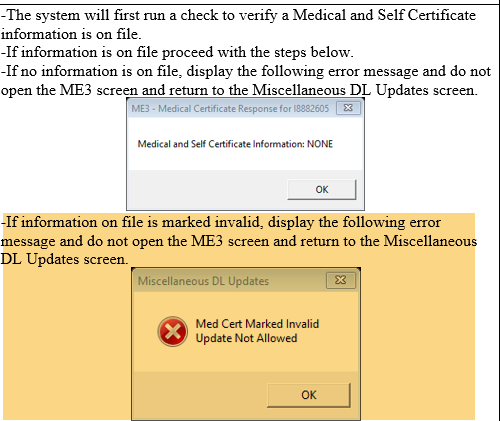 -The system will first run a check to verify a Medical and Self Certificate
information is on file.
-If information is on file proceed with the steps below.
-If no information is on file, display the following error message and do not
open the ME3 screen and return to the Miscellaneous DL Updates screen.
ME3 - Medical Certificate Response for I8882605
Medical and Self Certificate Information: NONE
OK
-If information on file is marked invalid, display the following error
message and do not open the ME3 screen and return to the Miscellaneous
DL Updates screen.
Miscellaneous DL Updates
Med Cert Marked Invalid
Update Not Allowed
OK